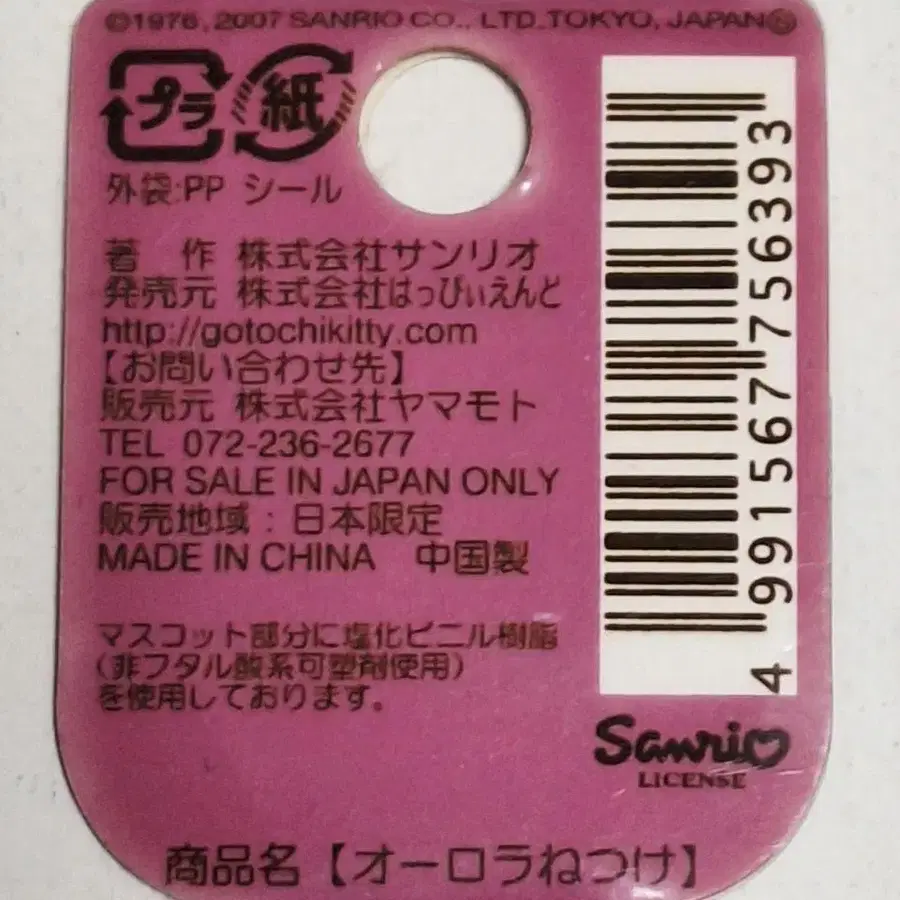 ©1976, 2007 SANRIO CO., LTD. TOKYO, JAPAN
プラ 紙
外袋:PP シール
著 作 株式会社サンリオ
発売元 株式会社はっぴぃえんど
http://gotochikitty.com
【お問い合わせ先】
販売元 株式会社ヤマモト
TEL 072-236-2677
FOR SALE IN JAPAN ONLY
販売地域：日本限定
MADE IN CHINA 中国製
マスコット部分に塩化ビニル樹脂
(非フタル酸系可塑剤使用)
を使用しております。
4 991567 756393
Sanrio
LICENSE
商品名【オーロラねつけ】